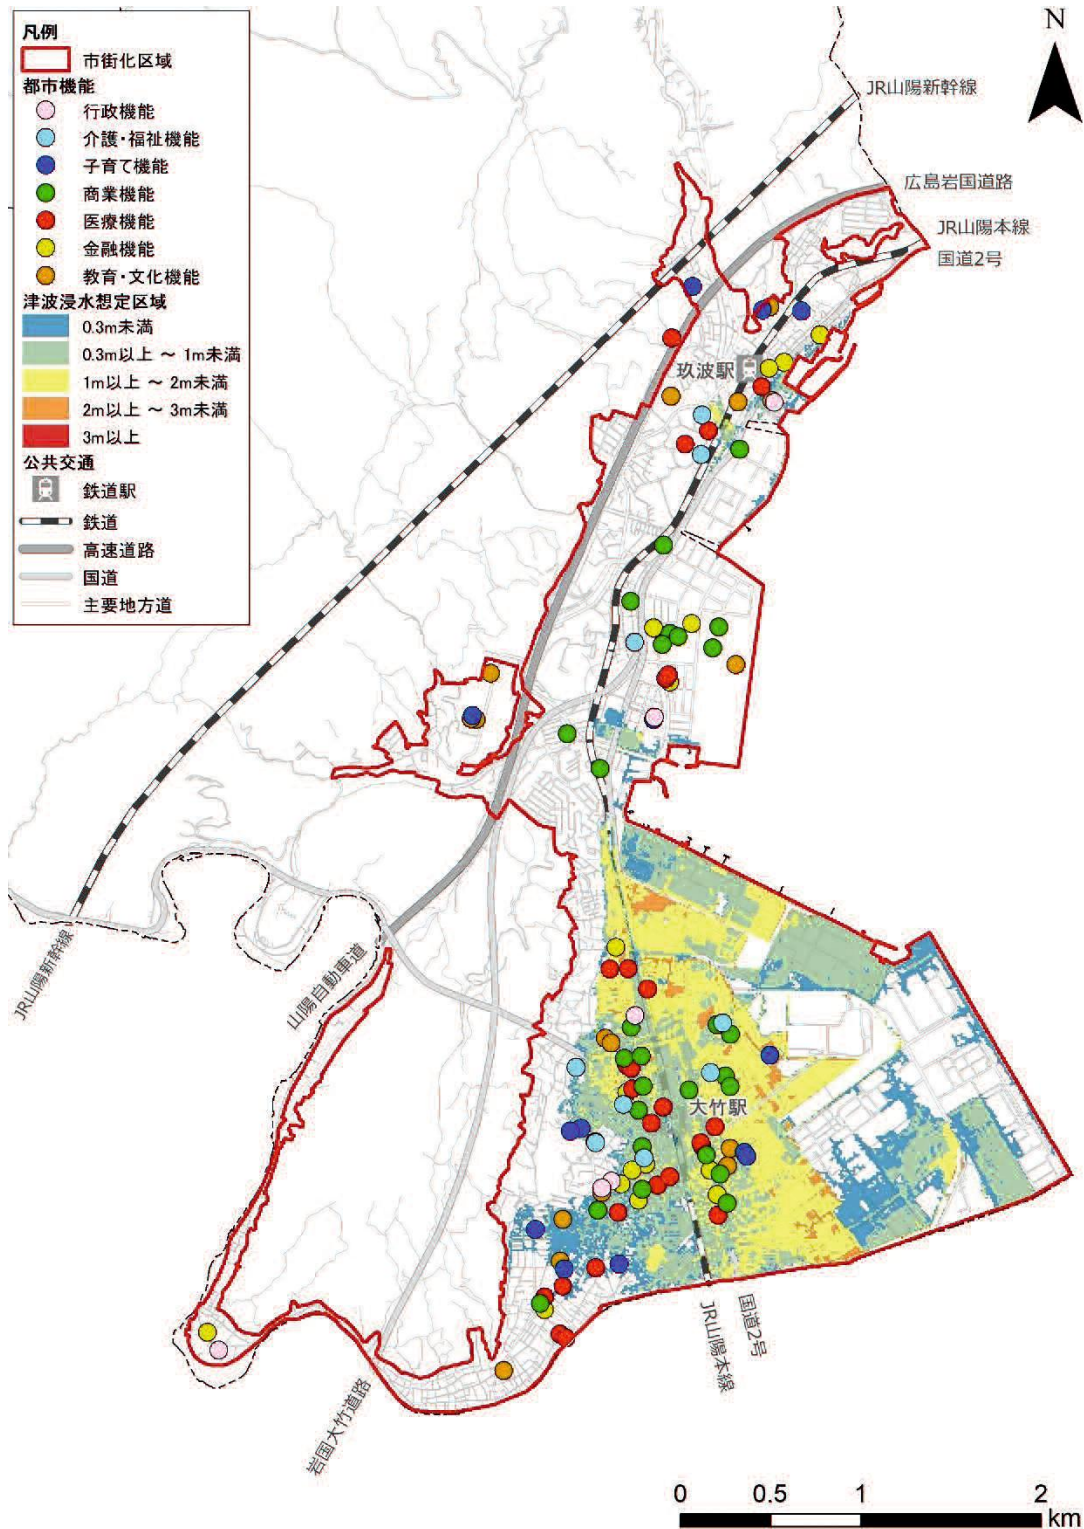 凡例
市街化区域
都市機能
行政機能
介護・福祉機能
子育て機能
商業機能
医療機能
金融機能
教育・文化機能
津波浸水想定区域
0.3m未満
0.3m以上 ～ 1m未満
1m以上 ～ 2m未満
2m以上 ～ 3m未満
3m以上
公共交通
鉄道駅
鉄道
高速道路
国道
主要地方道
N
JR山陽新幹線
広島岩国道路
JR山陽本線
国道2号
玖波駅
JR山陽新幹線
山陽自動車道
大竹駅
国道2号
JR山陽本線
岩国大竹道路
0 0.5 1 2
km